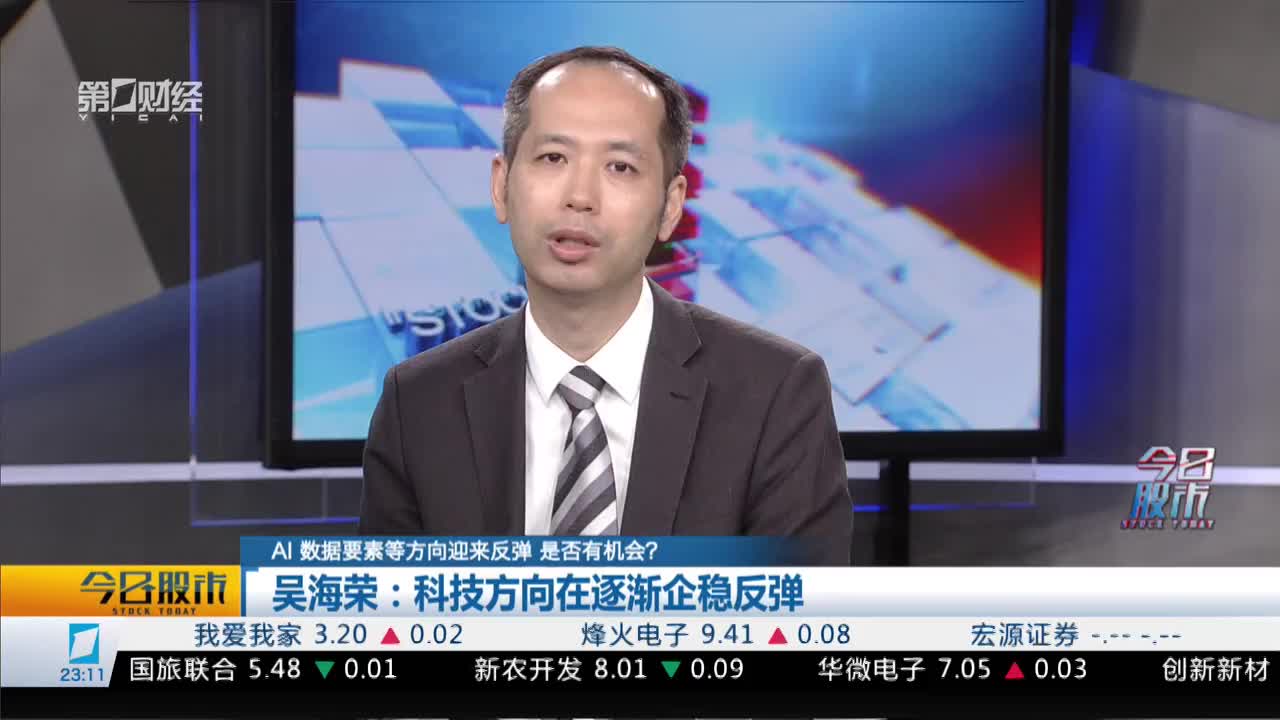 第一财经
YICAI
STOC
今日
股市
STOCK TODAY
AI 数据要素等方向迎来反弹 是否有机会?
今日股市
STOCK TODAY
吴海荣：科技方向在逐渐企稳反弹
我爱我家 3.20 ▲ 0.02 烽火电子 9.41 ▲ 0.08 宏源证券 -.-- -.--
23:11
国旅联合 5.48 ▼ 0.01 新农开发 8.01 ▼ 0.09 华微电子 7.05 ▲ 0.03 创新新材